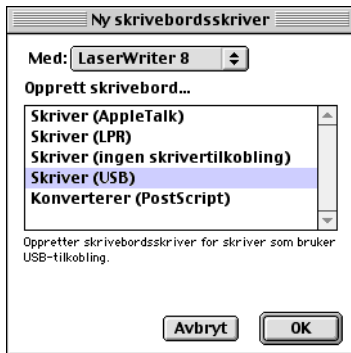 Ny skrivebordsskriver
Med: LaserWriter 8
Opprett skrivebord...
Skriver (AppleTalk)
Skriver (LPR)
Skriver (ingen skrivertilkobling)
Skriver (USB)
Konverterer (PostScript)
Oppretter skrivebordsskriver for skriver som bruker
USB-tilkobling.
Avbryt OK